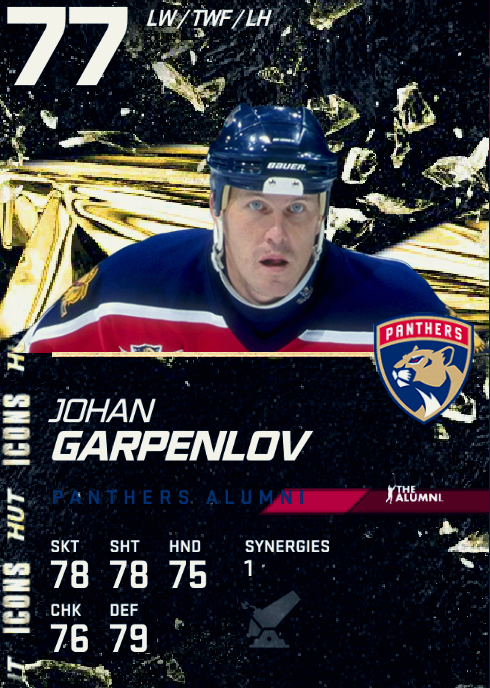 77
LW / TWF / LH
BAUER
PANTHERS
JOHAN
GARPENLOV
PANTHERS ALUMNI
THE
ALUMNI
SKT SHT HND SYNERGIES
78 78 75 1
CHK DEF
76 79
HUT ICONS HUT ICONS